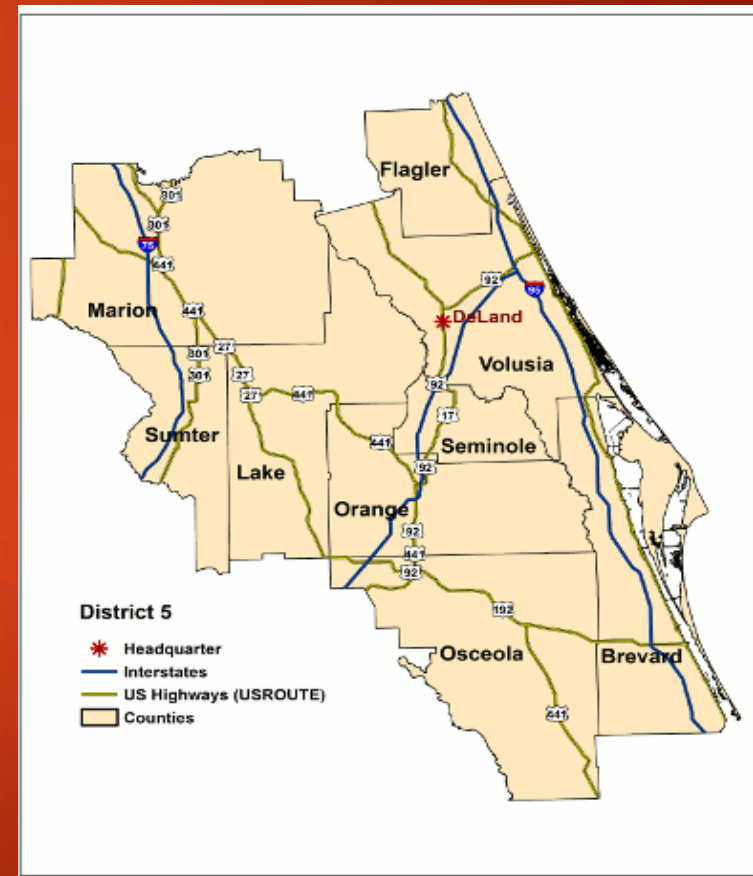 Flagler
301
301
75
441
92
95
Marion
441
DeLand
301
27
Volusia
301
27
92
27
441
17
Sumter
441
Seminole
Lake
92
Orange
92
441
92
192
District 5
Headquarter
Osceola
Brevard
Interstates
US Highways (USROUTE)
441
Counties